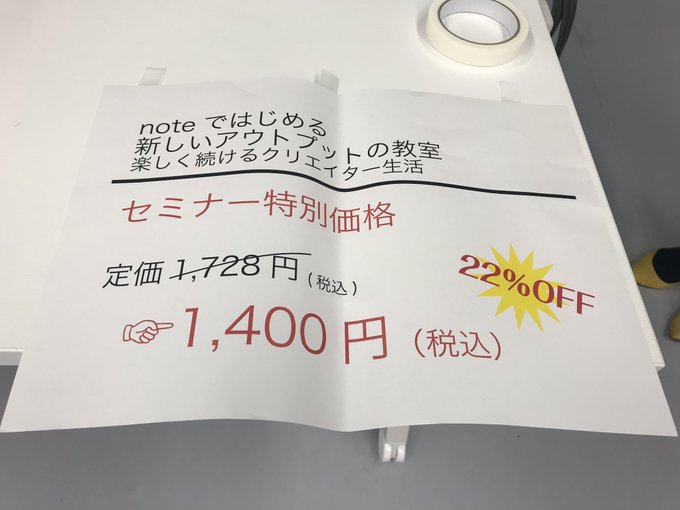 note ではじめる
新しいアウトプットの教室
楽しく続けるクリエイター生活
セミナー特別価格
定価 1,728 円 (税込)
22%OFF
☞1,400 円 (税込)